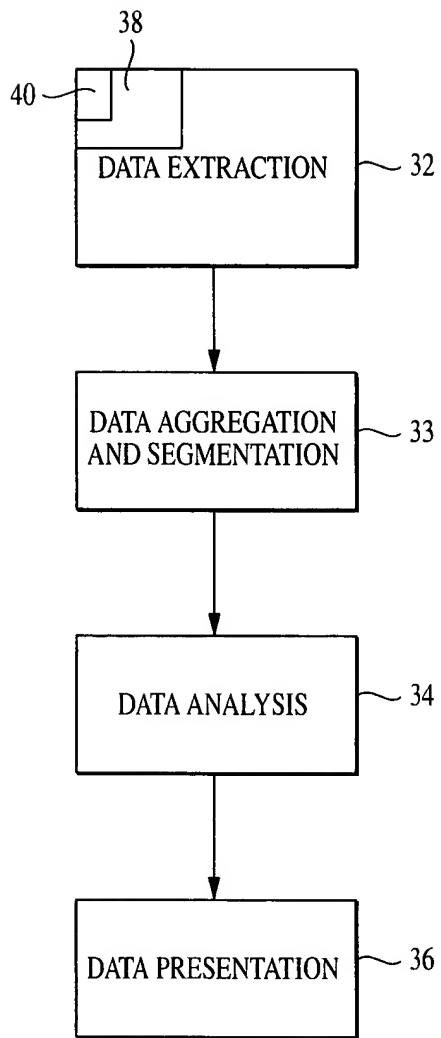 38
40
DATA EXTRACTION
32
DATA AGGREGATION
AND SEGMENTATION
33
DATA ANALYSIS
34
DATA PRESENTATION
36